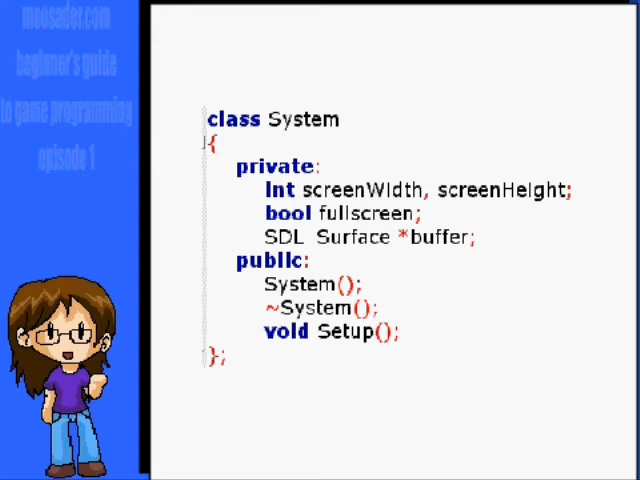 moosader.com
beginner's guide
to game programming
episode 1
class System
{
private:
int screenWidth, screenHeight;
bool fullscreen;
SDL_Surface *buffer;
public:
System();
~System();
void Setup();
};